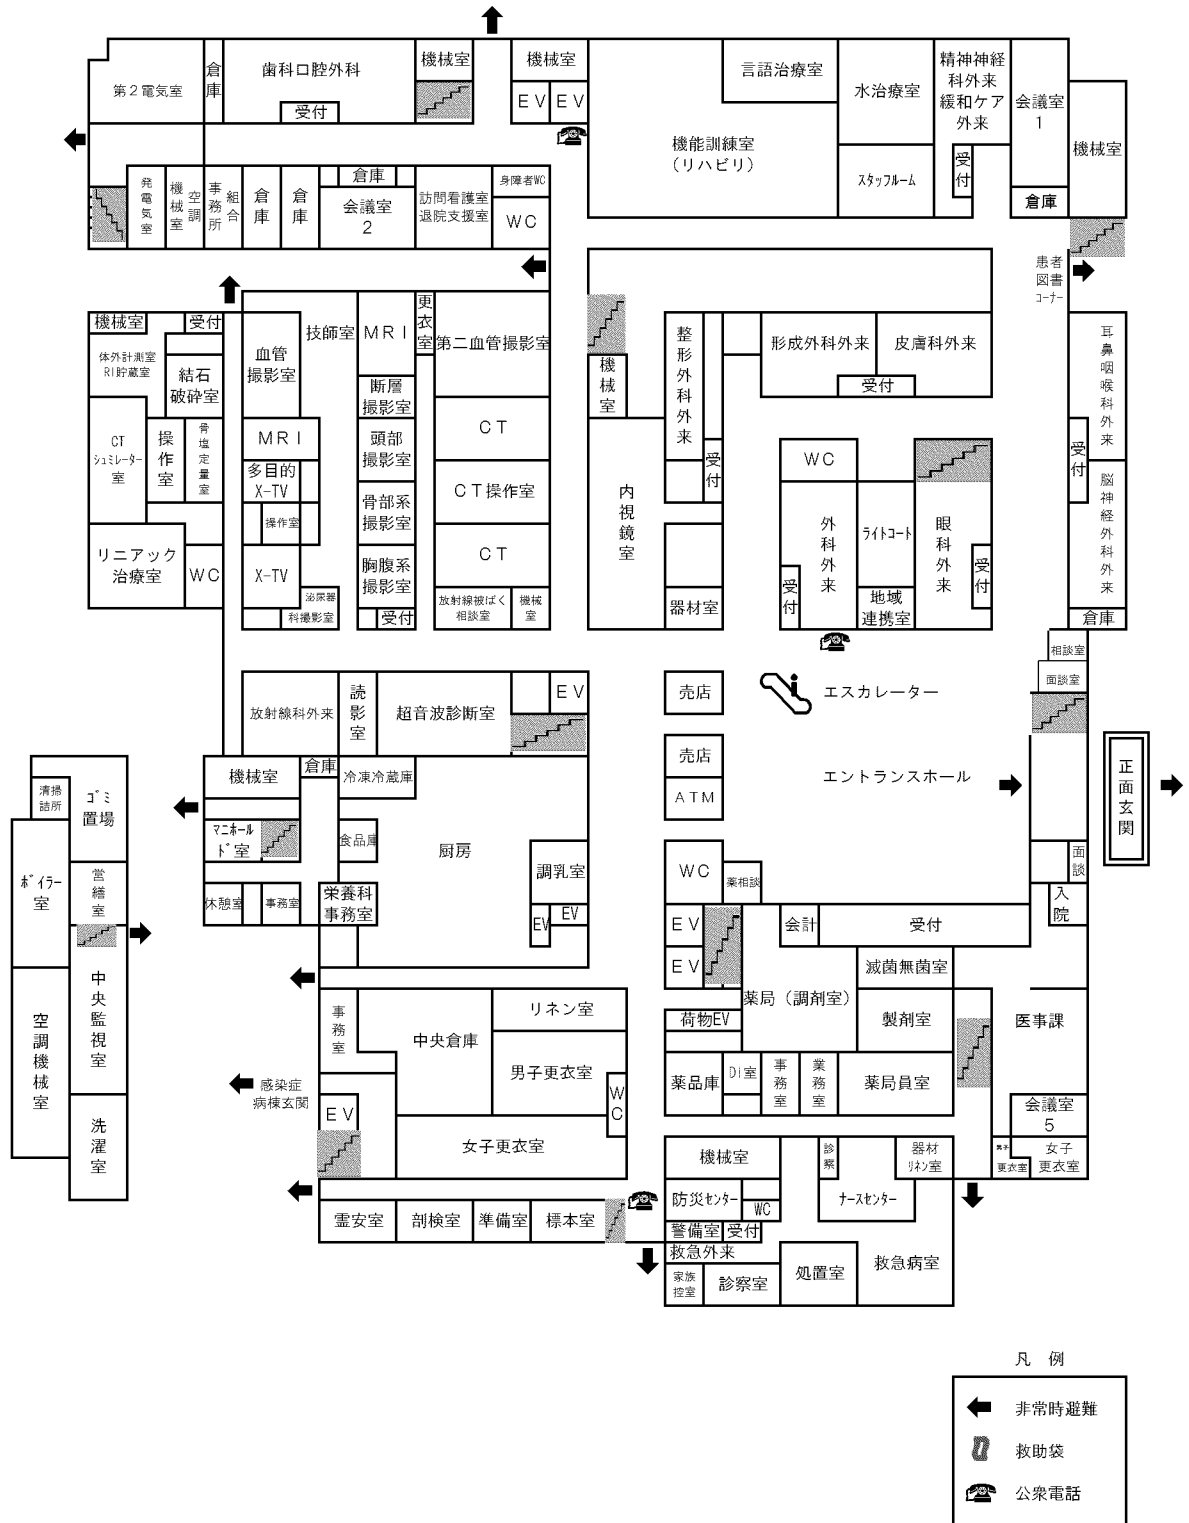 第２電気室
倉庫
歯科口腔外科
受付
機械室
機械室
ＥＶ
ＥＶ
機能訓練室
(リハビリ)
言語治療室
水治療室
スタッフルーム
精神神経
科外来
緩和ケア
外来
受付
会議室
1
倉庫
機械室
発電気室
空調
機械室
組合
事務所
倉庫
倉庫
倉庫
会議室
2
訪問看護室
退院支援室
身障者WC
ＷＣ
患者
図書
コーナー
機械室
受付
体外計測室
RI貯蔵室
結石
破砕室
CT
シュミレーター
室
操作室
骨塩定量室
リニアック
治療室
ＷＣ
血管
撮影室
技師室
ＭＲＩ
更衣室
第二血管撮影室
断層
撮影室
ＭＲＩ
頭部
撮影室
ＣＴ
多目的
X-TV
操作室
骨部系
撮影室
ＣＴ操作室
X-TV
胸腹系
撮影室
ＣＴ
泌尿器
科撮影室
受付
放射線被ばく
相談室
機械
室
機械室
内視鏡室
整形外科外来
受付
器材室
形成外科外来
皮膚科外来
受付
ＷＣ
外科外来
受付
ライトコート
地域
連携室
眼科外来
受付
耳鼻咽喉科外来
受付
脳神経外科外来
倉庫
相談室
面談室
放射線科外来
読影室
超音波診断室
ＥＶ
売店
エスカレーター
売店
ＡＴＭ
エントランスホール
正面玄関
機械室
倉庫
冷凍冷蔵庫
マニホール
ド室
食品庫
厨房
調乳室
休憩室
事務室
栄養科
事務室
EV
EV
清掃
詰所
ゴミ
置場
ボイラー
室
営繕室
中央監視室
空調機械室
洗濯室
ＷＣ
薬相談
面談
入院
ＥＶ
会計
受付
ＥＶ
薬局（調剤室）
滅菌無菌室
荷物EV
製剤室
医事課
薬品庫
DI室
事務室
業務室
薬局員室
会議室
5
男子
更衣室
女子
更衣室
事務室
中央倉庫
リネン室
男子更衣室
ＷＣ
感染症
病棟玄関
ＥＶ
女子更衣室
霊安室
剖検室
準備室
標本室
機械室
診察
器材
リネン室
防災センター
WC
ナースセンター
警備室
受付
救急外来
家族
控室
診察室
処置室
救急病室
凡　例
非常時避難
救助袋
公衆電話